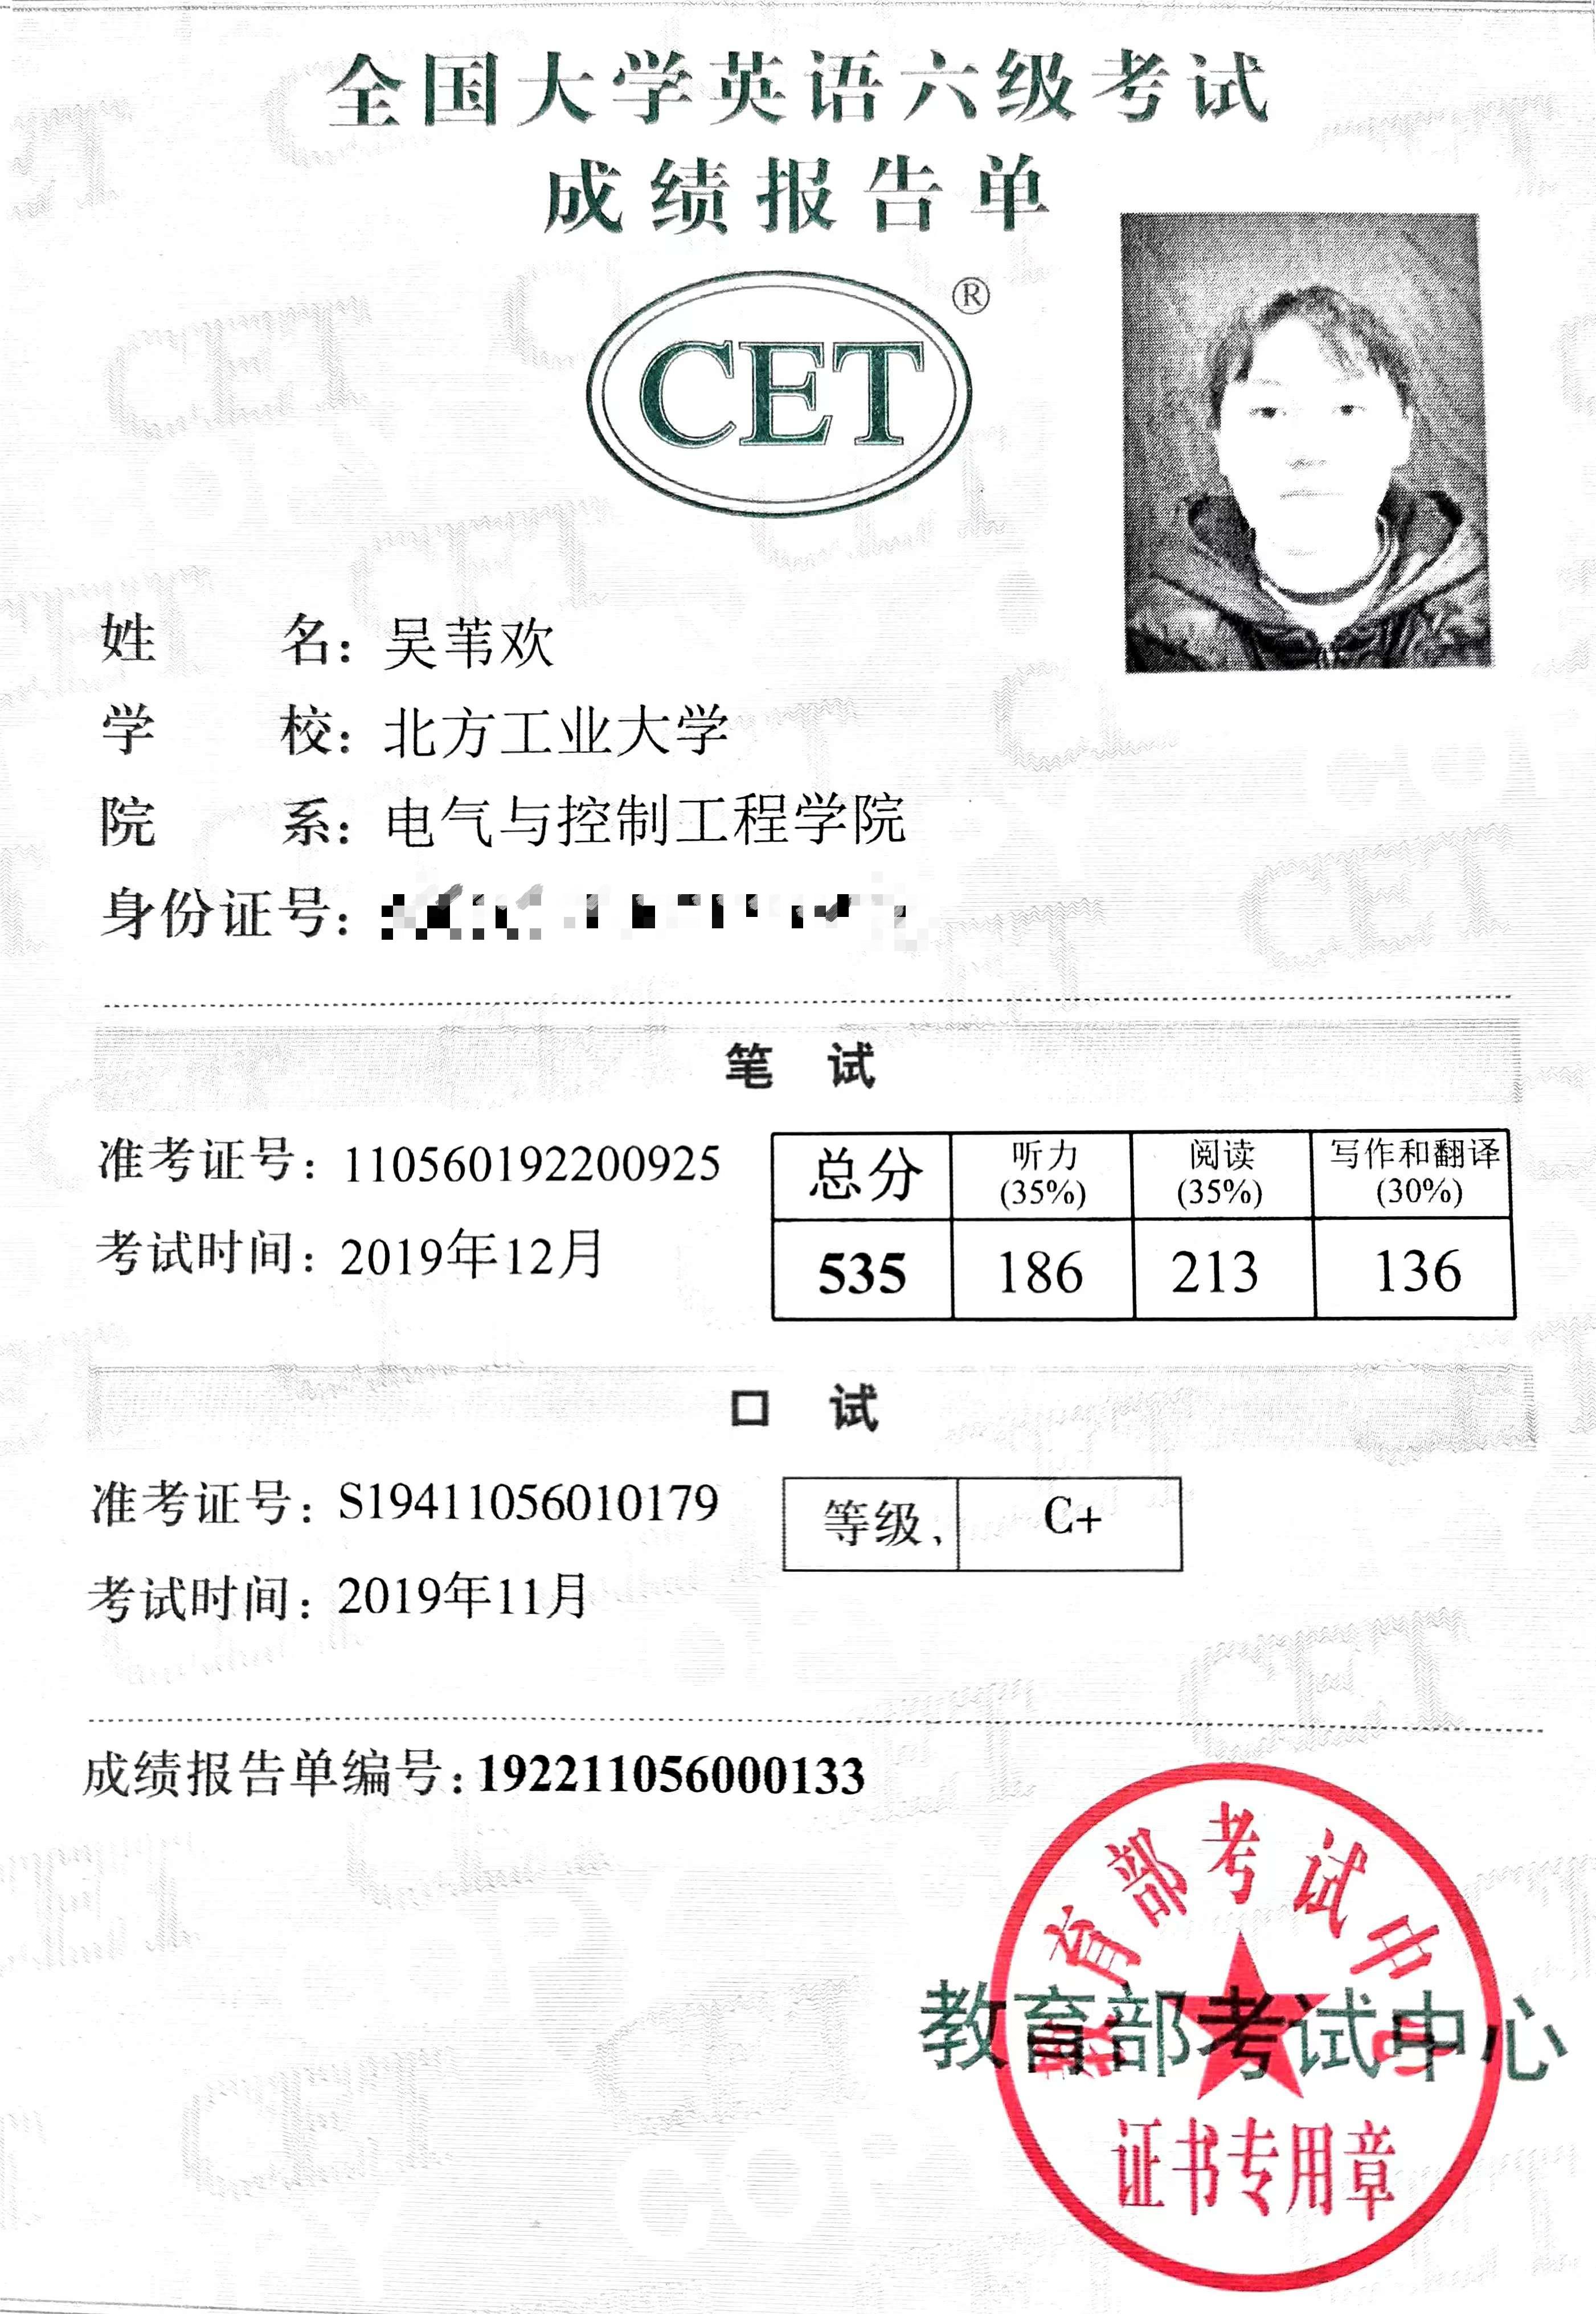 全国大学英语六级考试
成绩报告单
CET®
姓 名：吴苇欢
学 校：北方工业大学
院 系：电气与控制工程学院
身份证号：
笔 试
准考证号：110560192200925
考试时间：2019年12月
总分 听力 阅读 写作和翻译
(35%) (35%) (30%)
535 186 213 136
口 试
准考证号：S19411056010179
考试时间：2019年11月
等级 C+
成绩报告单编号：192211056000133
教育部考试中心
教育部考试中心
证书专用章